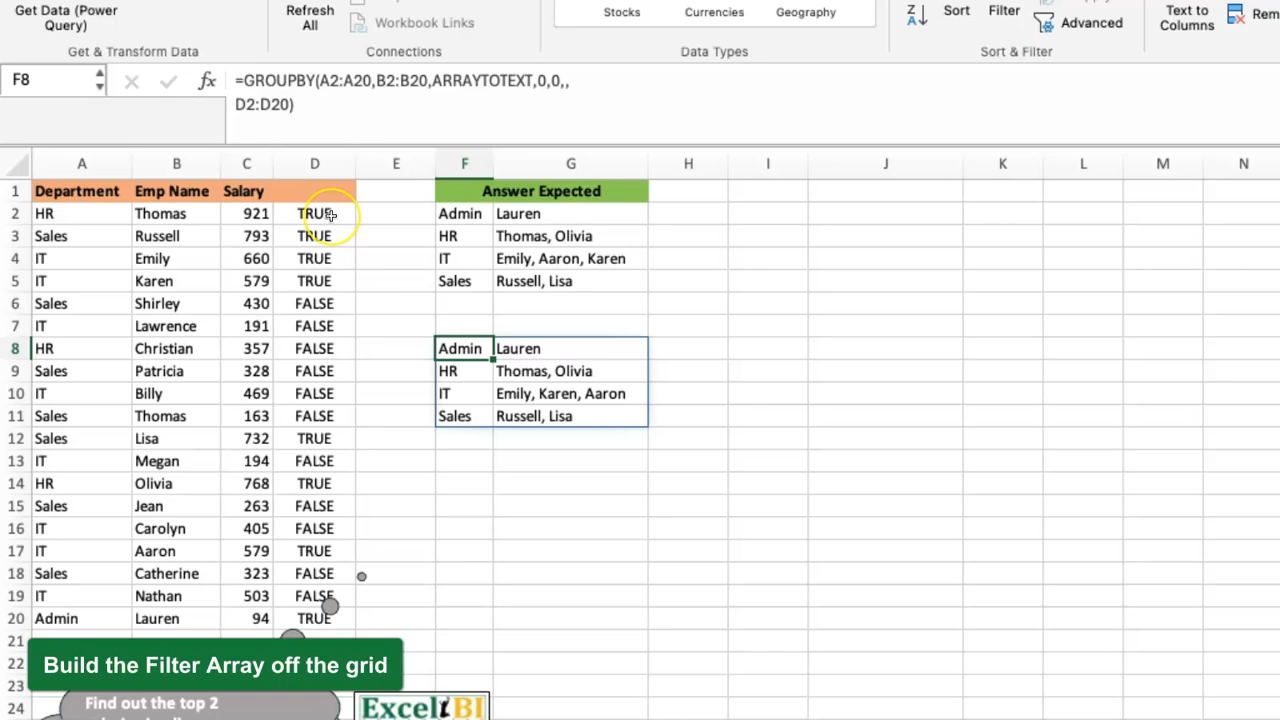 Get Data (Power
Query)
Get & Transform Data
Refresh
All
Workbook Links
Connections
Stocks
Currencies
Geography
Data Types
Sort
Filter
Advanced
Sort & Filter
Text to
Columns
F8
fx
=GROUPBY(A2:A20,B2:B20,ARRAYTOTEXT,0,0,,
D2:D20)
A B C D E F G H I J K L M N
1 Department Emp Name Salary Answer Expected
2 HR Thomas 921 TRUE Admin Lauren
3 Sales Russell 793 TRUE HR Thomas, Olivia
4 IT Emily 660 TRUE IT Emily, Aaron, Karen
5 IT Karen 579 TRUE Sales Russell, Lisa
6 Sales Shirley 430 FALSE
7 IT Lawrence 191 FALSE
8 HR Christian 357 FALSE Admin Lauren
9 Sales Patricia 328 FALSE HR Thomas, Olivia
10 IT Billy 469 FALSE IT Emily, Karen, Aaron
11 Sales Thomas 163 FALSE Sales Russell, Lisa
12 Sales Lisa 732 TRUE
13 IT Megan 194 FALSE
14 HR Olivia 768 TRUE
15 Sales Jean 263 FALSE
16 IT Carolyn 405 FALSE
17 IT Aaron 579 TRUE
18 Sales Catherine 323 FALSE
19 IT Nathan 503 FALSE
20 Admin Lauren 94 TRUE
21
22
23
24
Build the Filter Array off the grid
Find out the top 2
Excel i BI